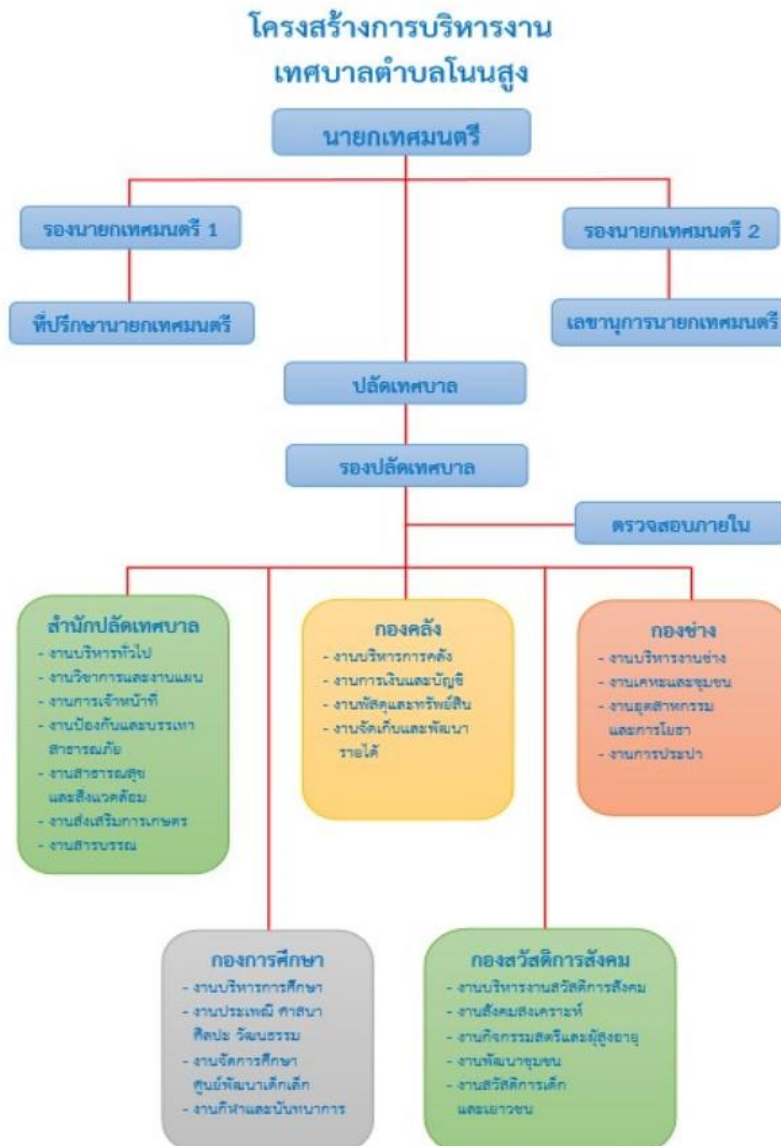 โครงสร้างการบริหารงาน
เทศบาลตำบลโนนสูง
นายกเทศมนตรี
รองนายกเทศมนตรี 1
รองนายกเทศมนตรี 2
ที่ปรึกษานายกเทศมนตรี
เลขานุการนายกเทศมนตรี
ปลัดเทศบาล
รองปลัดเทศบาล
ตรวจสอบภายใน
สำนักปลัดเทศบาล
- งานบริหารทั่วไป
- งานวิชาการและงานแผน
- งานการเจ้าหน้าที่
- งานป้องกันและบรรเทา
สาธารณภัย
- งานสาธารณสุข
และสิ่งแวดล้อม
- งานส่งเสริมการเกษตร
- งานสารบรรณ
กองคลัง
- งานบริหารการคลัง
- งานการเงินและบัญชี
- งานพัสดุและทรัพย์สิน
- งานจัดเก็บและพัฒนา
รายได้
กองช่าง
- งานบริหารงานช่าง
- งานเคหะและชุมชน
- งานอุตสาหกรรม
และการโยธา
- งานการประปา
กองการศึกษา
- งานบริหารการศึกษา
- งานประเพณี ศาสนา
ศิลปะ วัฒนธรรม
- งานจัดการศึกษา
ศูนย์พัฒนาเด็กเล็ก
- งานกีฬาและนันทนาการ
กองสวัสดิการสังคม
- งานบริหารงานสวัสดิการสังคม
- งานสังคมสงเคราะห์
- งานกิจกรรมสตรีและผู้สูงอายุ
- งานพัฒนาชุมชน
- งานสวัสดิการเด็ก
และเยาวชน